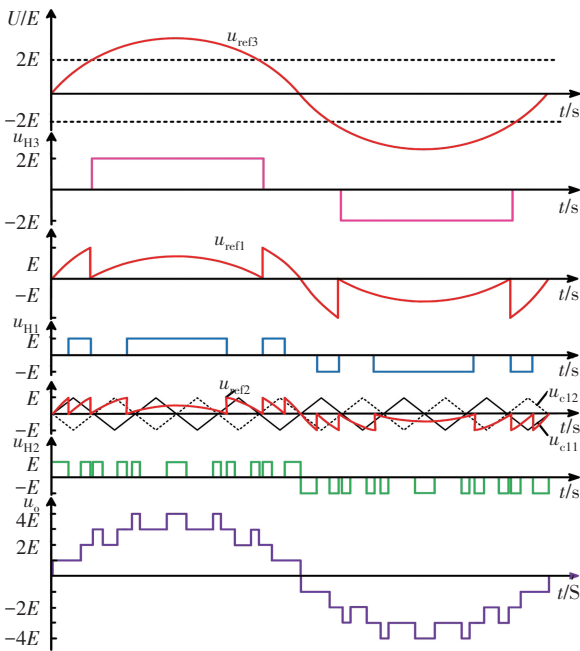 U/E
2E
u_ref3
−2E
t/s
u_H3
2E
−2E
t/s
u_ref1
E
−E
t/s
u_H1
E
−E
t/s
E
u_ref2
u_c12
−E
t/s
u_c11
u_H2
E
−E
t/s
u_o
4E
2E
t/S
−2E
−4E